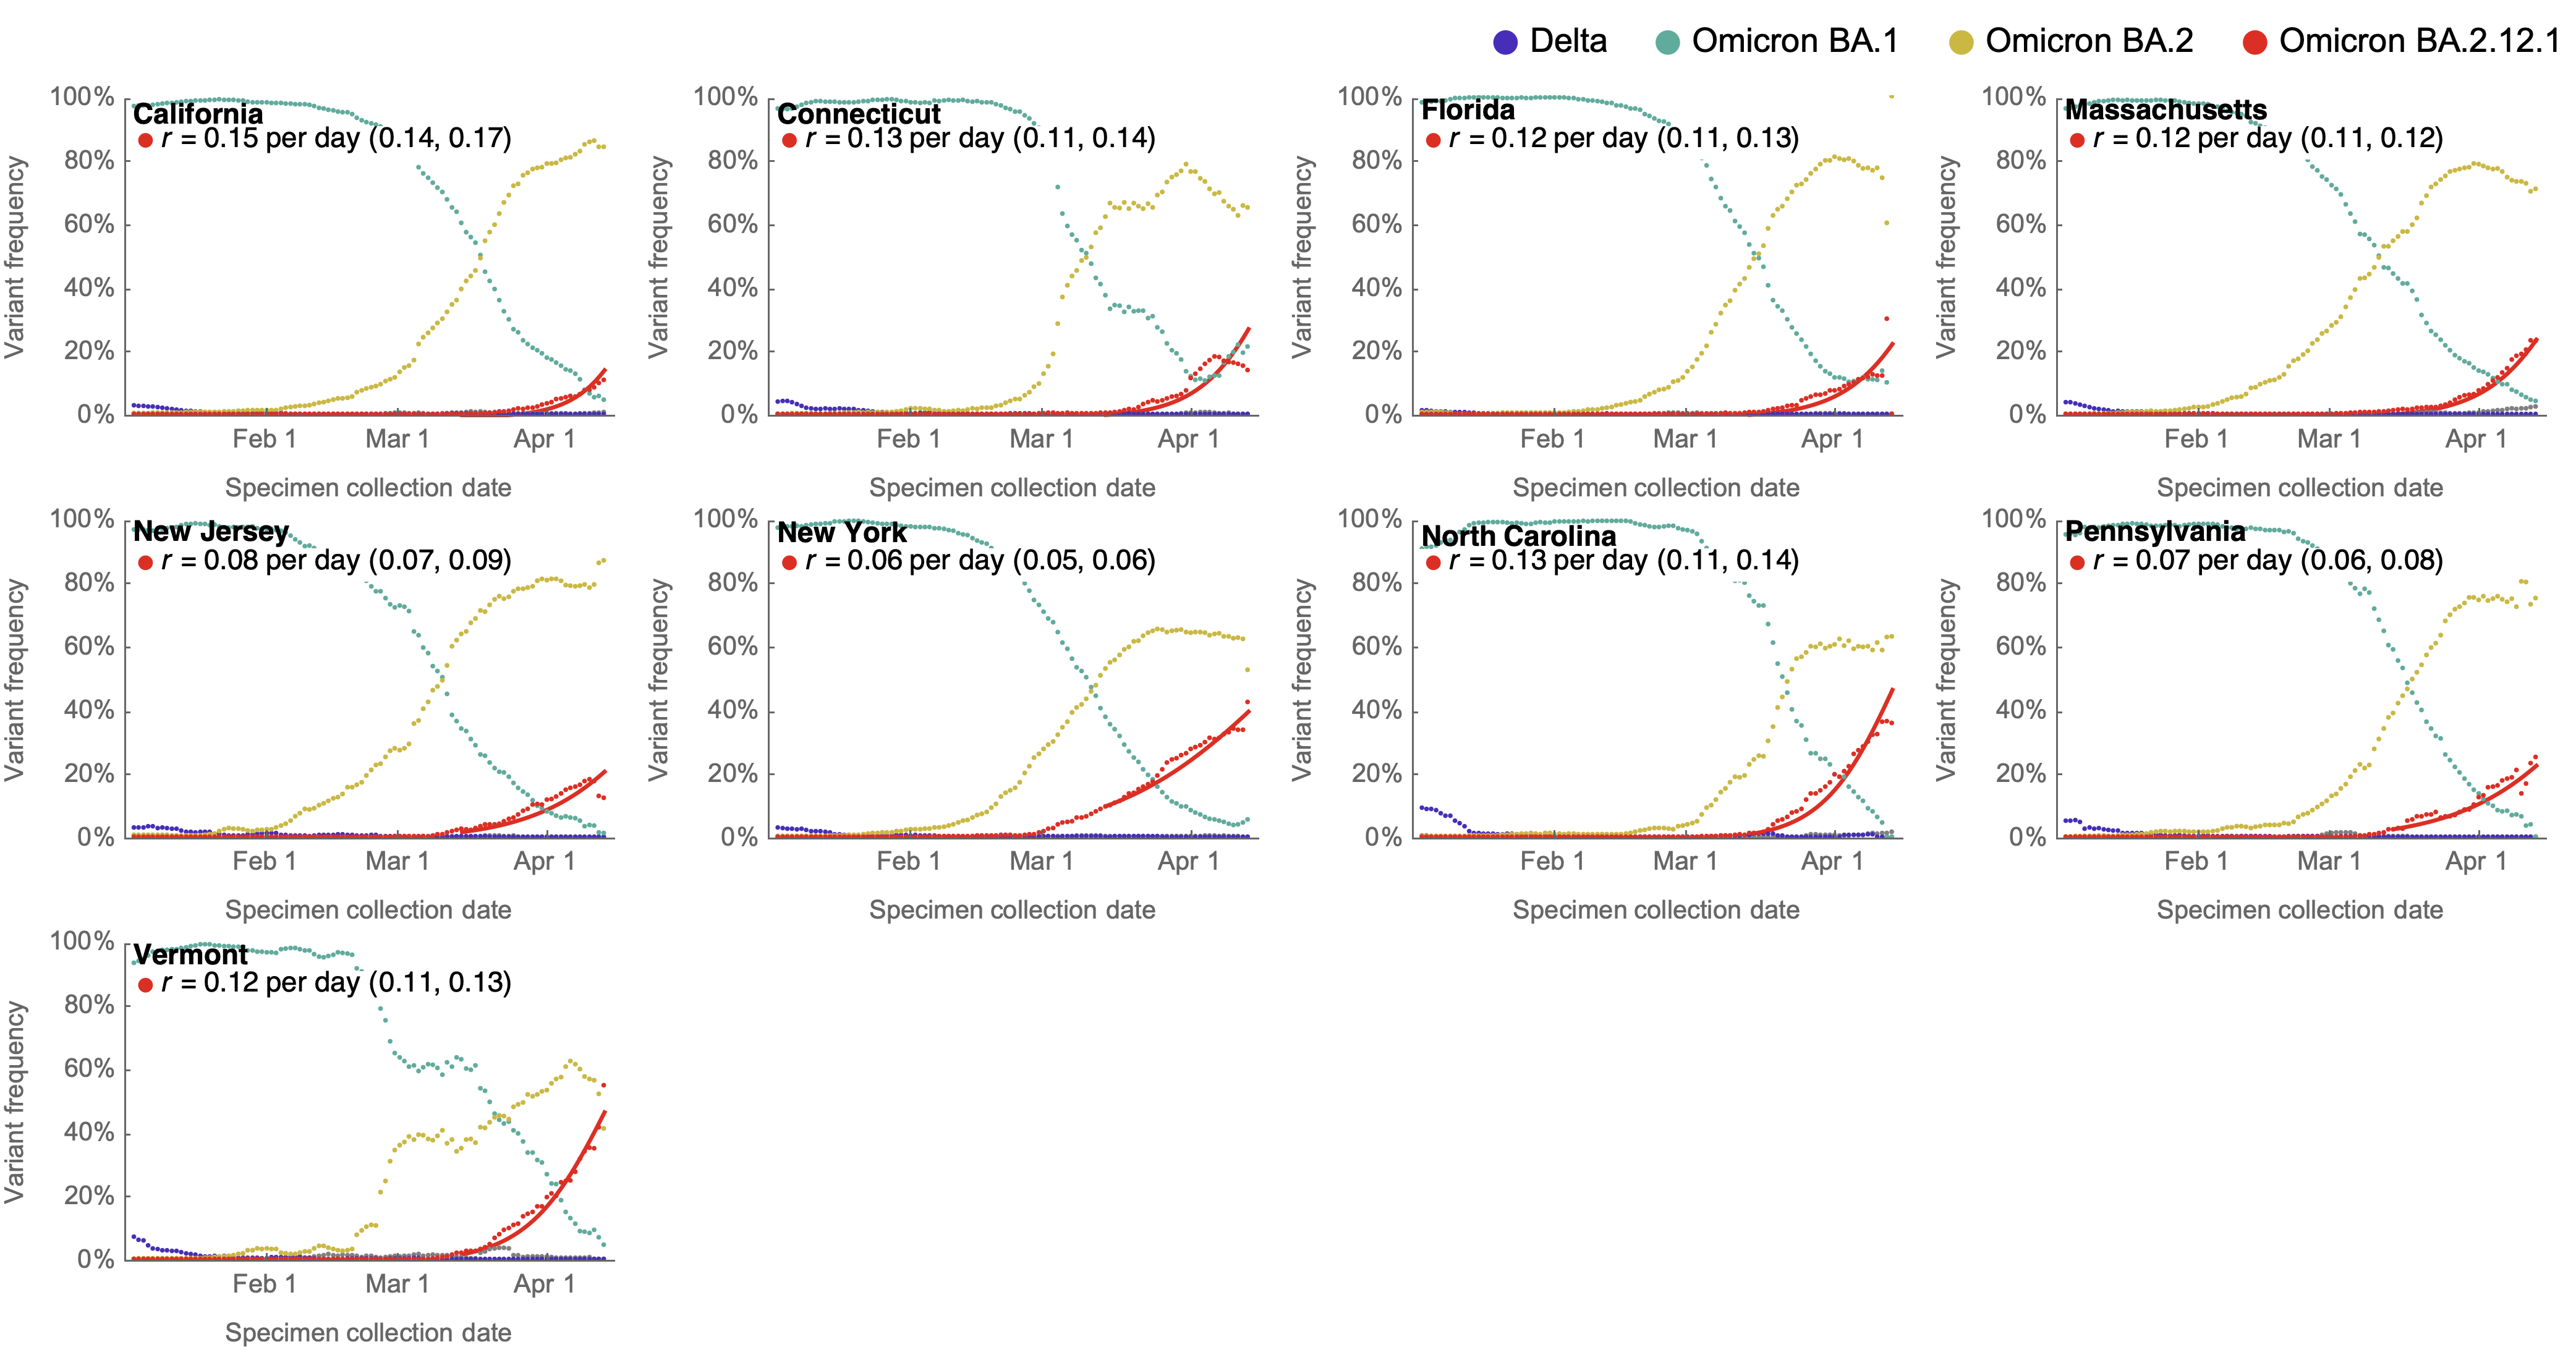 Delta Omicron BA.1 Omicron BA.2 Omicron BA.2.12.1
100%
80%
60%
40%
20%
0%
Variant frequency
California
r = 0.15 per day (0.14, 0.17)
Feb 1 Mar 1 Apr 1
Specimen collection date
100%
80%
60%
40%
20%
0%
Variant frequency
Connecticut
r = 0.13 per day (0.11, 0.14)
Feb 1 Mar 1 Apr 1
Specimen collection date
100%
80%
60%
40%
20%
0%
Variant frequency
Florida
r = 0.12 per day (0.11, 0.13)
Feb 1 Mar 1 Apr 1
Specimen collection date
100%
80%
60%
40%
20%
0%
Variant frequency
Massachusetts
r = 0.12 per day (0.11, 0.12)
Feb 1 Mar 1 Apr 1
Specimen collection date
100%
80%
60%
40%
20%
0%
Variant frequency
New Jersey
r = 0.08 per day (0.07, 0.09)
Feb 1 Mar 1 Apr 1
Specimen collection date
100%
80%
60%
40%
20%
0%
Variant frequency
New York
r = 0.06 per day (0.05, 0.06)
Feb 1 Mar 1 Apr 1
Specimen collection date
100%
80%
60%
40%
20%
0%
Variant frequency
North Carolina
r = 0.13 per day (0.11, 0.14)
Feb 1 Mar 1 Apr 1
Specimen collection date
100%
80%
60%
40%
20%
0%
Variant frequency
Pennsylvania
r = 0.07 per day (0.06, 0.08)
Feb 1 Mar 1 Apr 1
Specimen collection date
100%
80%
60%
40%
20%
0%
Variant frequency
Vermont
r = 0.12 per day (0.11, 0.13)
Feb 1 Mar 1 Apr 1
Specimen collection date